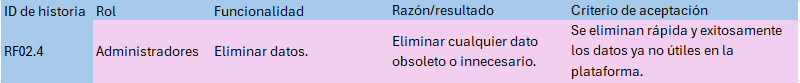 ID de historia Rol Funcionalidad Razón/resultado Criterio de aceptación
RF02.4 Administradores Eliminar datos. Eliminar cualquier dato obsoleto o innecesario. Se eliminan rápida y exitosamente los datos ya no útiles en la plataforma.